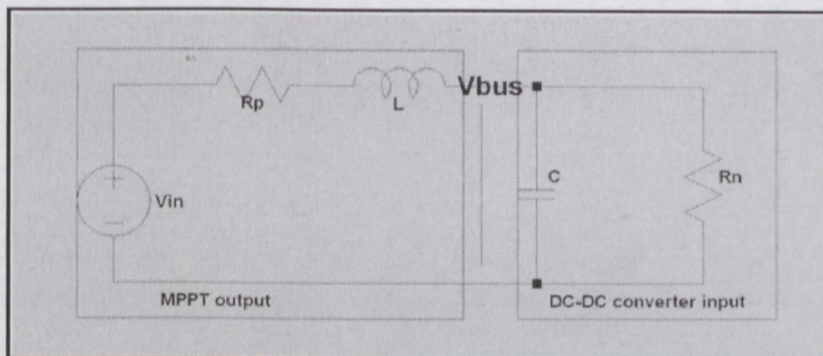 Rp
L
Vbus
Vin
C
Rn
MPPT output
DC-DC converter input